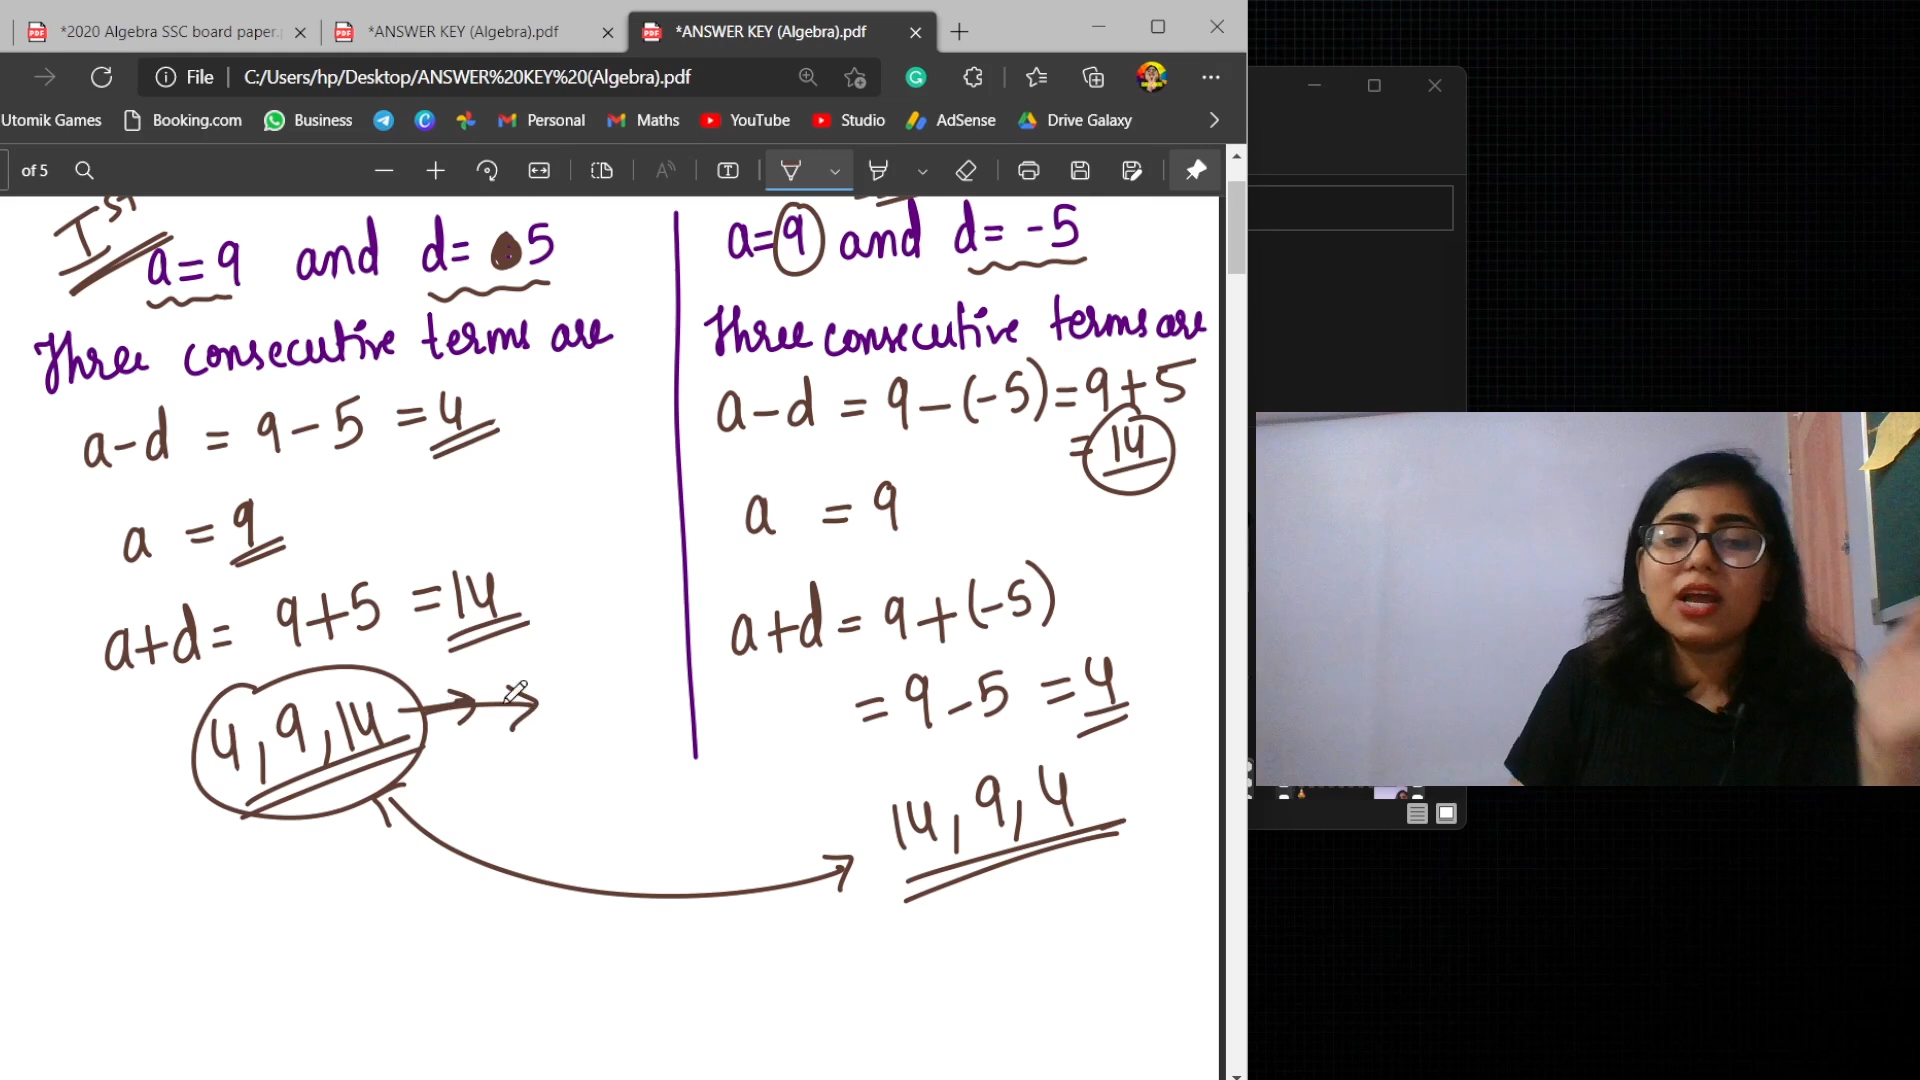 *2020 Algebra SSC board paper.p
*ANSWER KEY (Algebra).pdf
*ANSWER KEY (Algebra).pdf
File
C:/Users/hp/Desktop/ANSWER%20KEY%20(Algebra).pdf
Utomik Games
Booking.com
Business
Personal
Maths
YouTube
Studio
AdSense
Drive Galaxy
of 5
Ist
a=9 and d= 5
Three consecutive terms are
a-d = 9-5 =4
a =9
a+d= 9+5 =14
4,9,14
a=9 and d= -5
Three consecutive terms are
a-d = 9-(-5)=9+5
=14
a = 9
a+d= 9+(-5)
= 9-5 =4
14,9,4